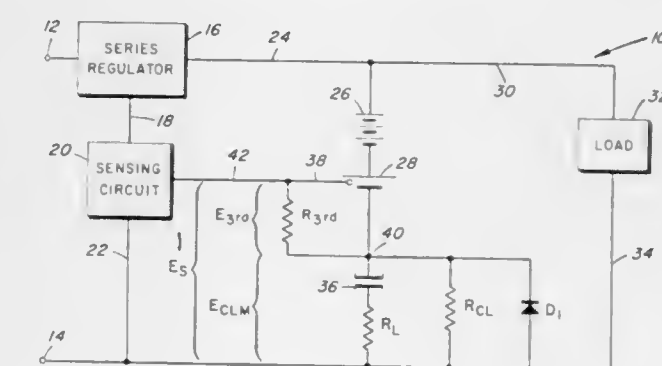 12
SERIES
REGULATOR
16
24
10
26
30
32
18
LOAD
20
42
38
28
SENSING
CIRCUIT
E3rd
R3rd
40
22
ES
34
36
ECLM
RCL
D1
RL
14